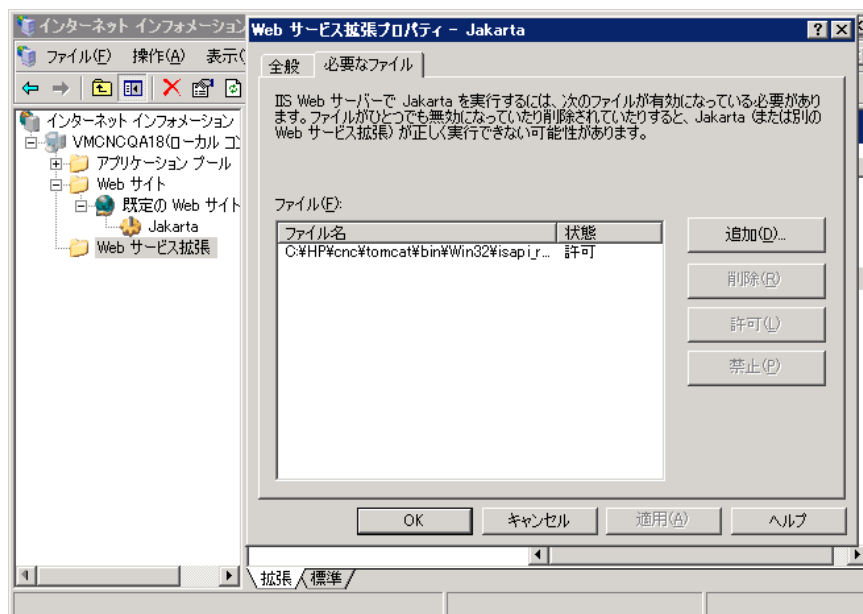 インターネット インフォメーション
ファイル(F) 操作(A) 表示(
インターネット インフォメーション
VMCNCQA18(ローカル コン
アプリケーション プール
Web サイト
既定の Web サイト
Jakarta
Web サービス拡張
拡張 標準
Web サービス拡張プロパティ - Jakarta
全般 必要なファイル
IIS Web サーバーで Jakarta を実行するには、次のファイルが有効になっている必要があり
ます。ファイルがひとつでも無効になっていたり削除されていたりすると、Jakarta (または別の
Web サービス拡張) が正しく実行できない可能性があります。
ファイル(F):
ファイル名 状態
C:¥HP¥cnc¥tomcat¥bin¥Win32¥isapi_r... 許可
追加(D)...
削除(R)
許可(L)
禁止(P)
OK キャンセル 適用(A) ヘルプ